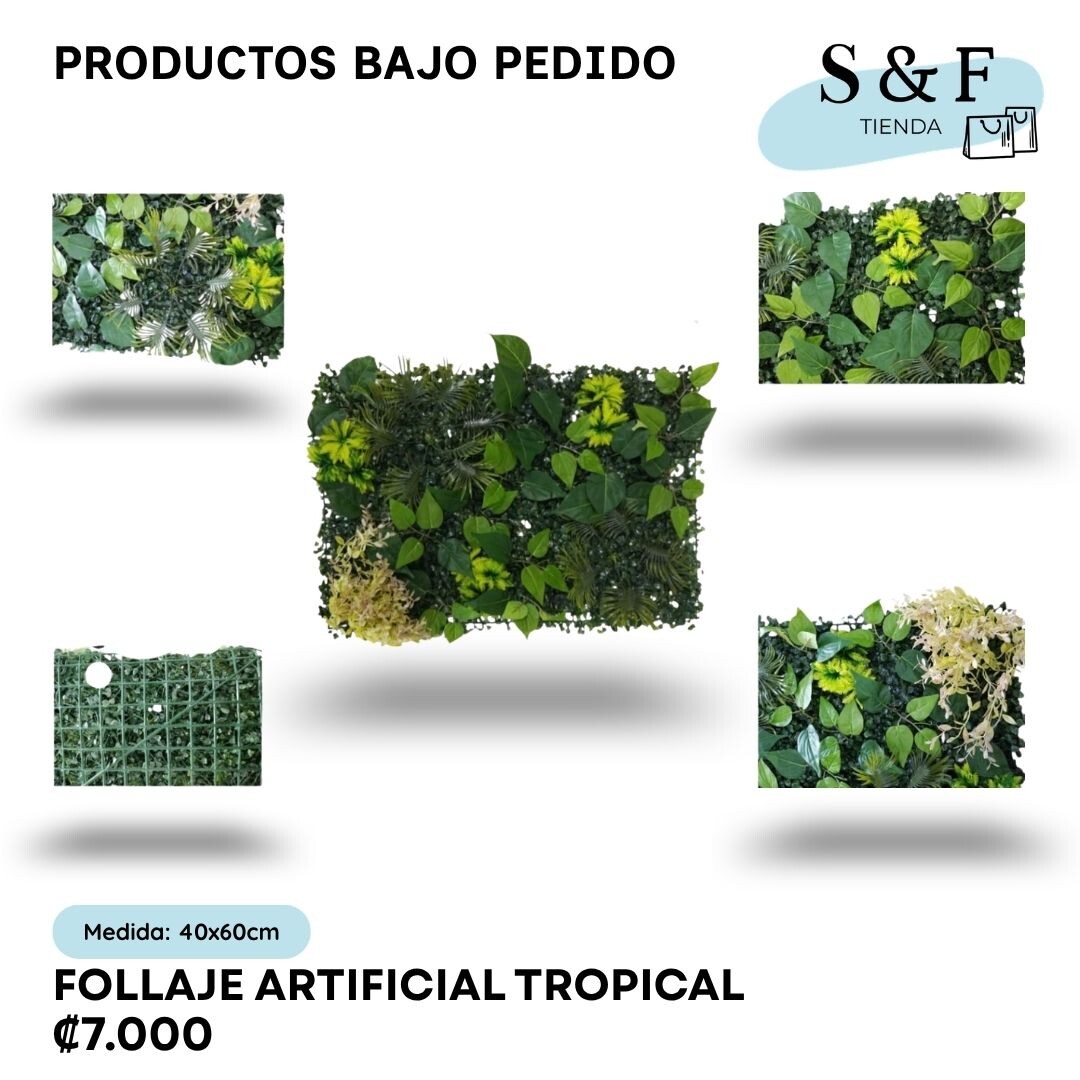 PRODUCTOS BAJO PEDIDO
S & F
TIENDA
Medida: 40x60cm
FOLLAJE ARTIFICIAL TROPICAL
₡7.000